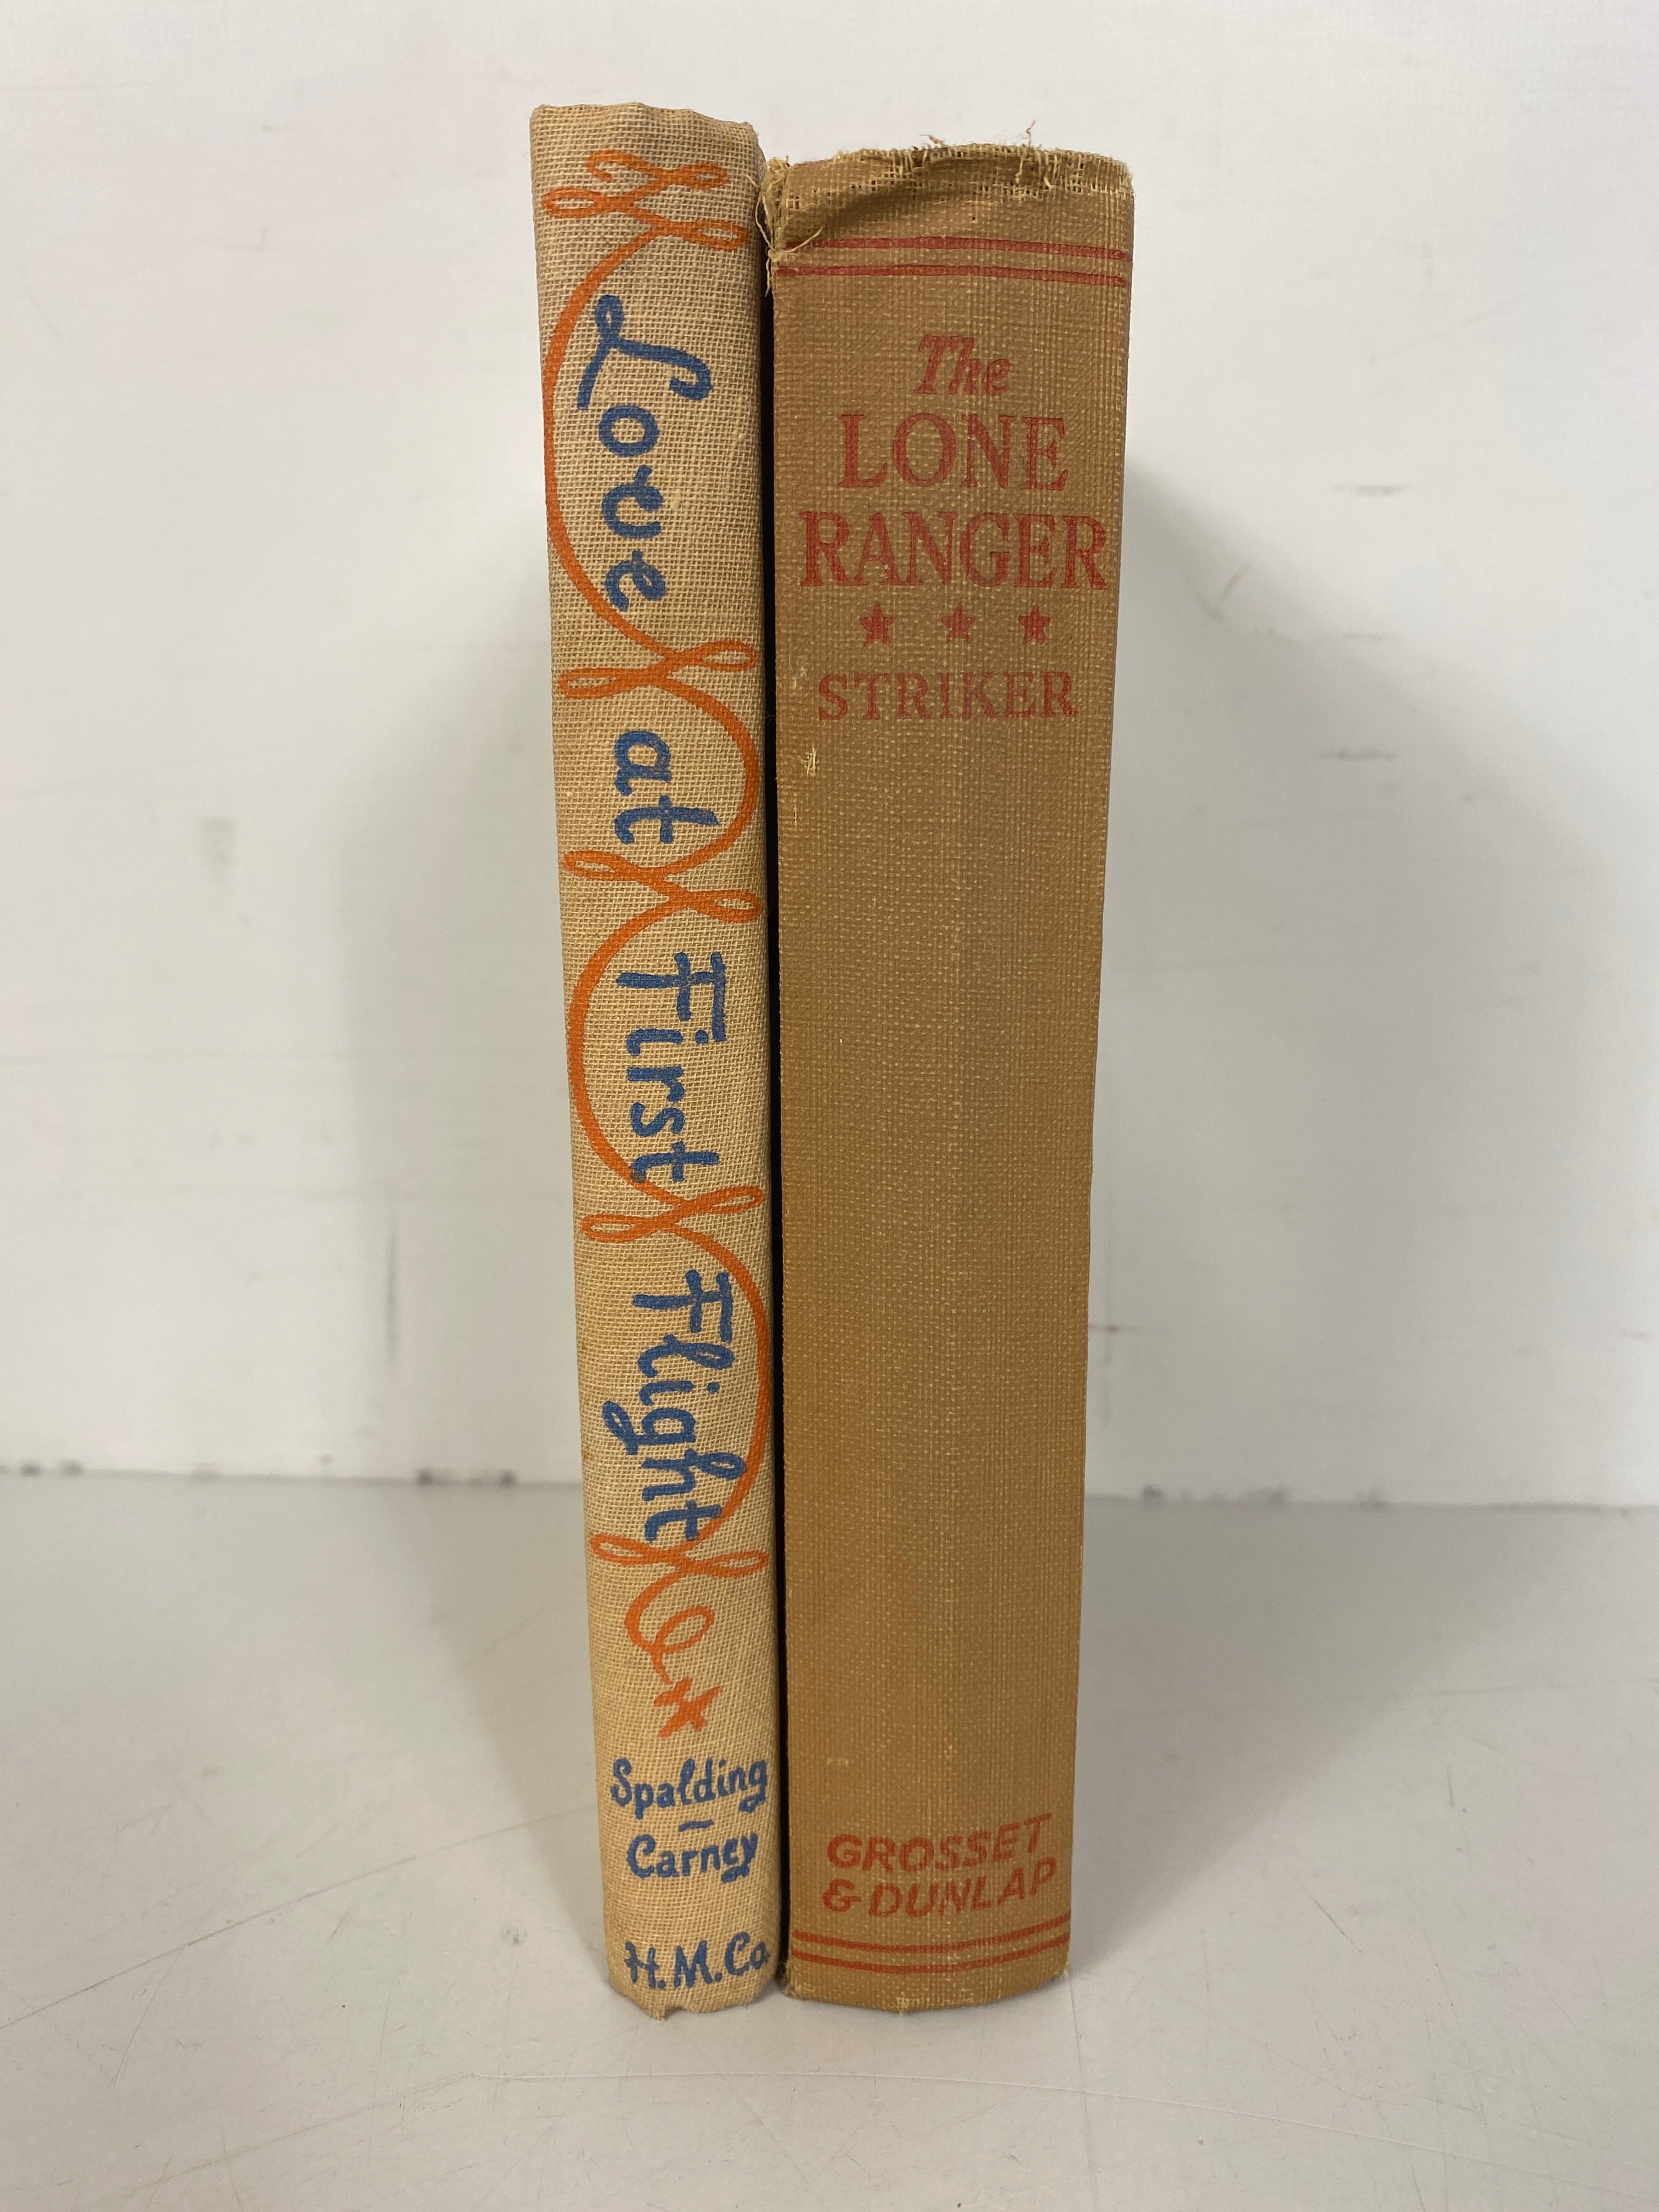 Love at First Flight
Spalding
–
Carney
H. M. Co.
The
LONE
RANGER
★ ★ ★
STRIKER
GROSSET
& DUNLAP